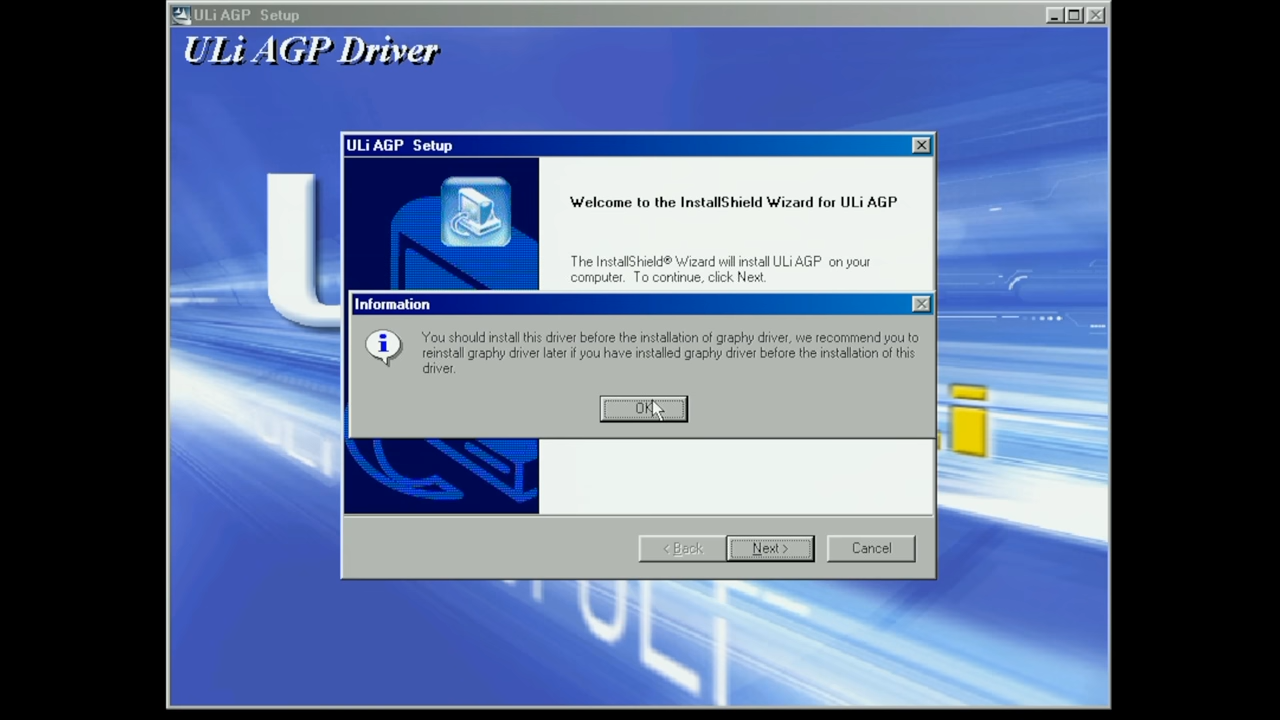 ULi AGP  Setup
ULi AGP Driver
ULi AGP  Setup
Welcome to the InstallShield Wizard for ULi AGP
The InstallShield® Wizard will install ULi AGP  on your
computer.  To continue, click Next.
Information
You should install this driver before the installation of graphy driver, we recommend you to
reinstall graphy driver later if you have installed graphy driver before the installation of this
driver.
OK
< Back
Next >
Cancel